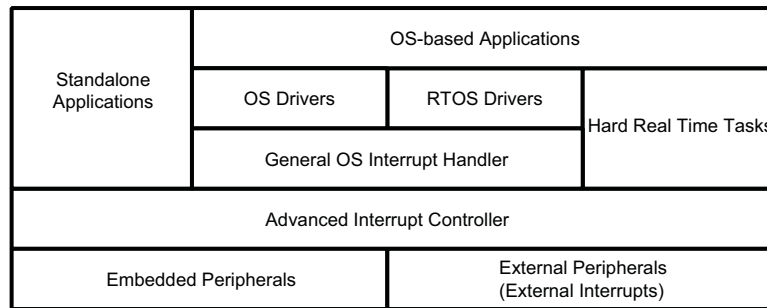 OS-based Applications
Standalone
Applications
OS Drivers
RTOS Drivers
Hard Real Time Tasks
General OS Interrupt Handler
Advanced Interrupt Controller
Embedded Peripherals
External Peripherals
(External Interrupts)